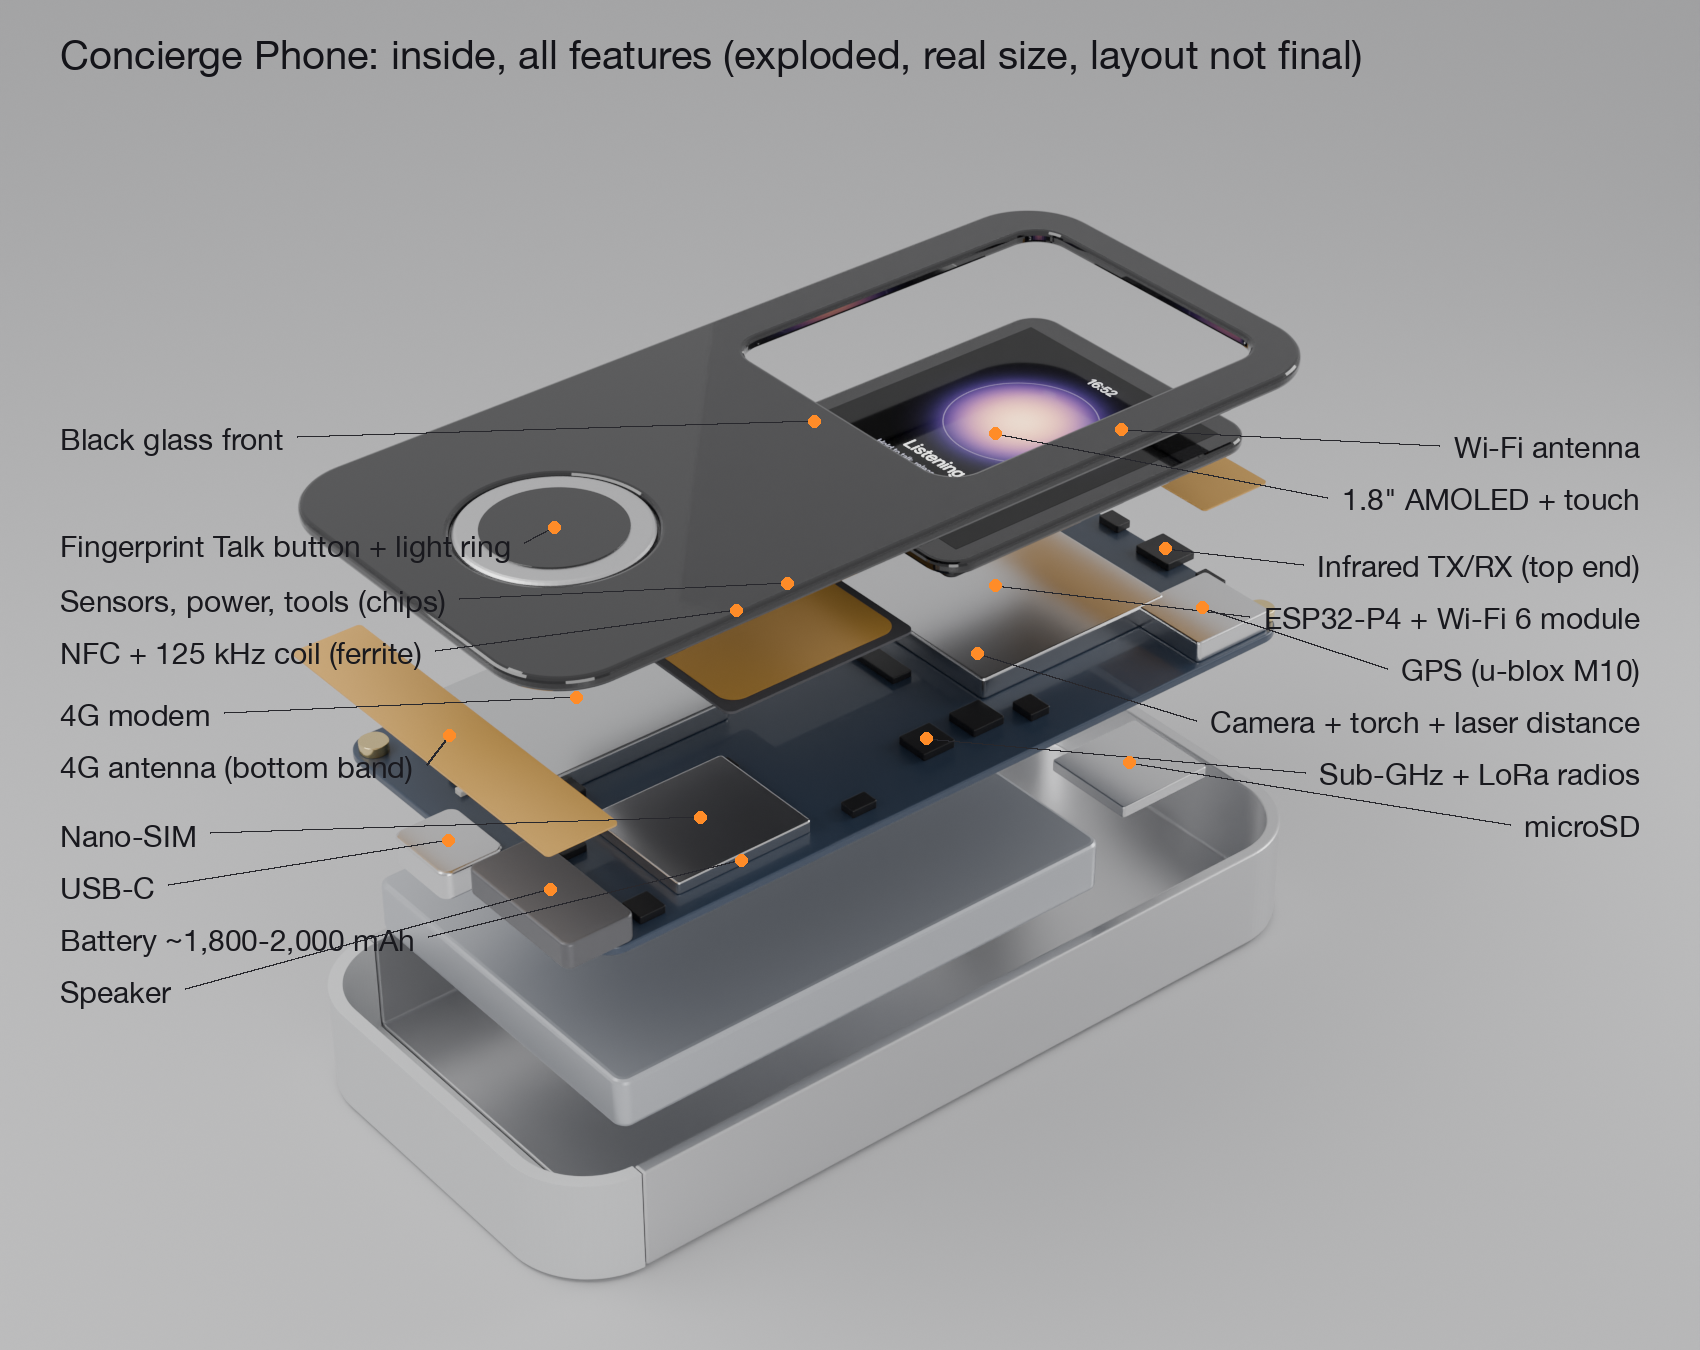 Concierge Phone: inside, all features (exploded, real size, layout not final)
16:52
Listening
Black glass front
Wi-Fi antenna
1.8" AMOLED + touch
Fingerprint Talk button + light ring
Infrared TX/RX (top end)
Sensors, power, tools (chips)
ESP32-P4 + Wi-Fi 6 module
NFC + 125 kHz coil (ferrite)
GPS (u-blox M10)
4G modem
Camera + torch + laser distance
4G antenna (bottom band)
Sub-GHz + LoRa radios
Nano-SIM
microSD
USB-C
Battery ~1,800-2,000 mAh
Speaker